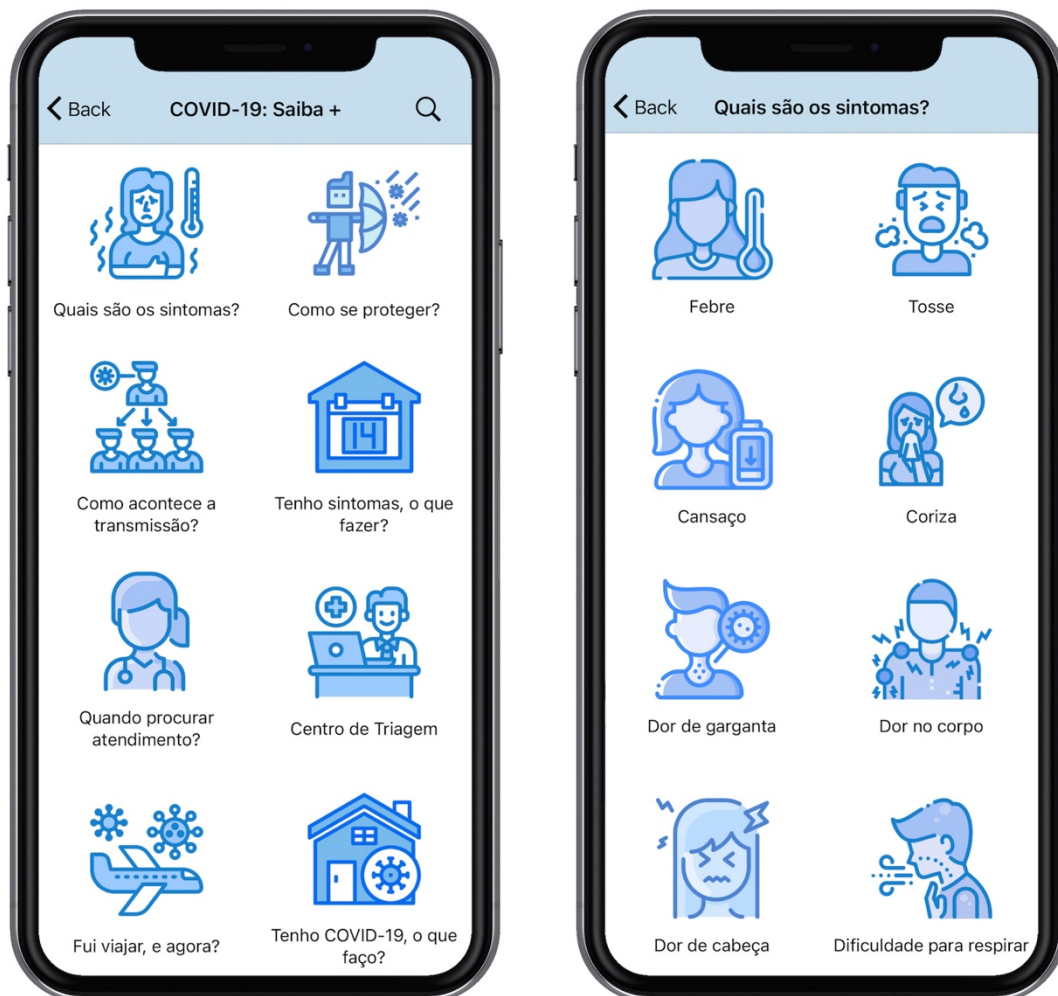 Back
COVID-19: Saiba +
Quais são os sintomas?
Como se proteger?
Como acontece a
transmissão?
14
Tenho sintomas, o que
fazer?
Quando procurar
atendimento?
Centro de Triagem
Fui viajar, e agora?
Tenho COVID-19, o que
faço?
Back
Quais são os sintomas?
Febre
Tosse
Cansaço
Coriza
Dor de garganta
Dor no corpo
Dor de cabeça
Dificuldade para respirar